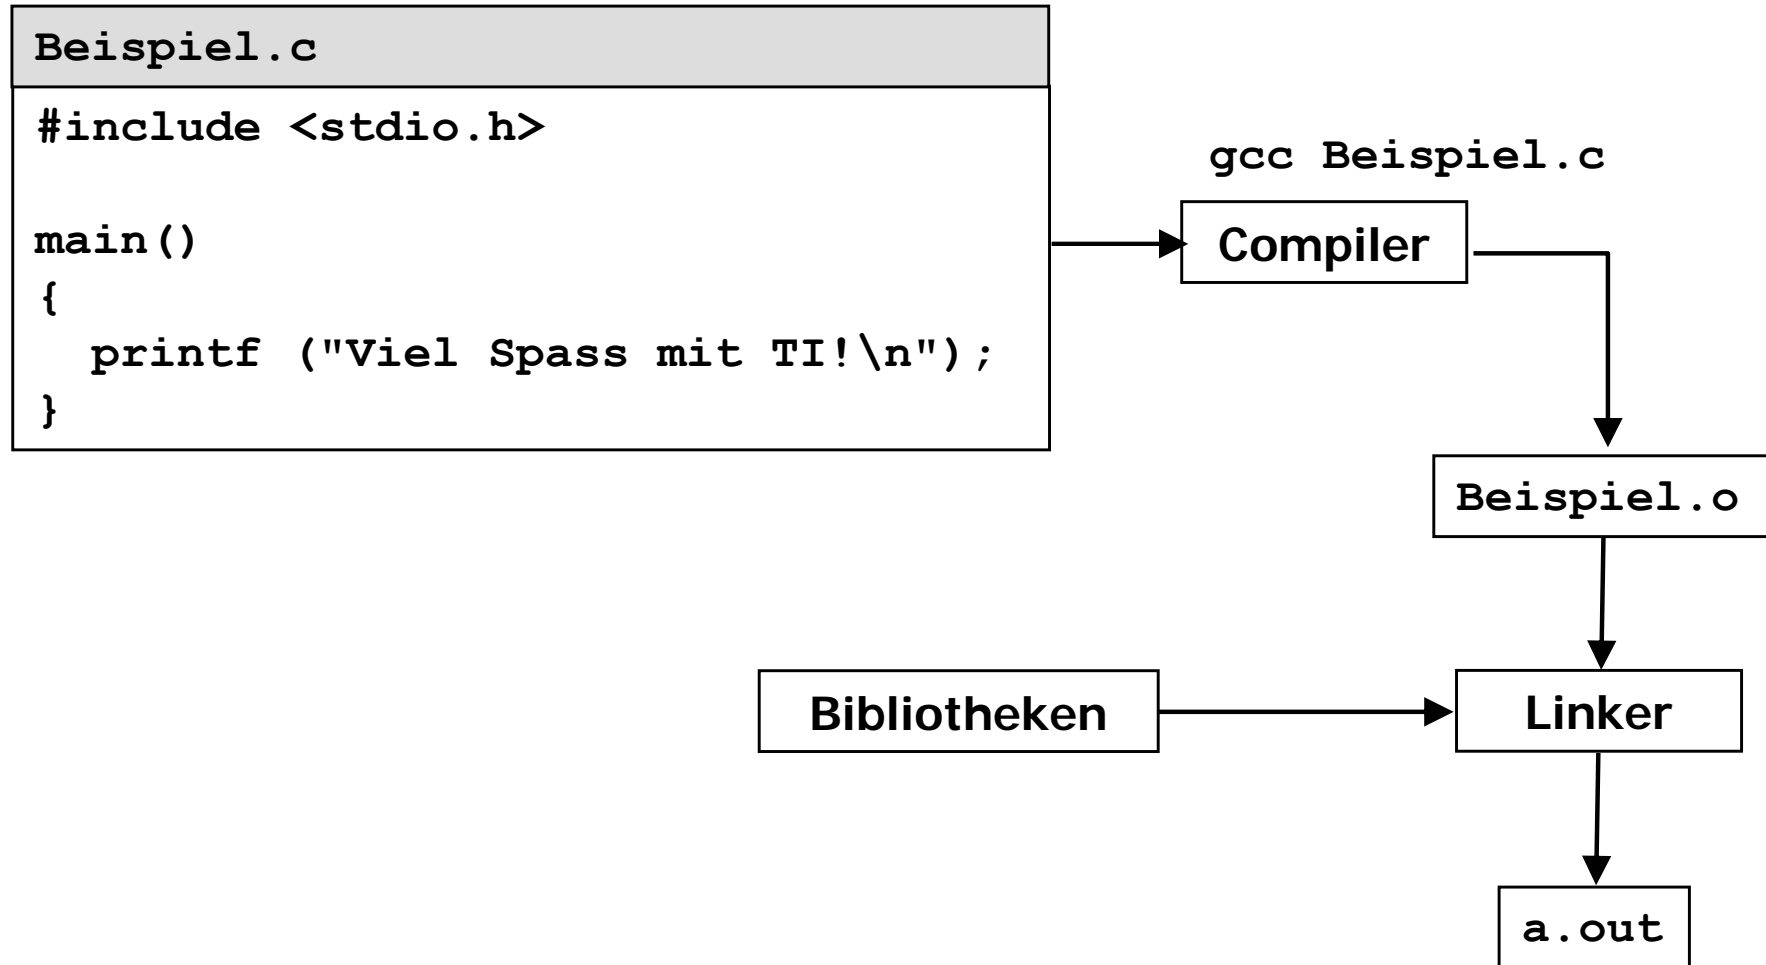 Beispiel.c
#include <stdio.h>
main()
{
  printf ("Viel Spass mit TI!\n");
}
gcc Beispiel.c
Compiler
Beispiel.o
Bibliotheken
Linker
a.out